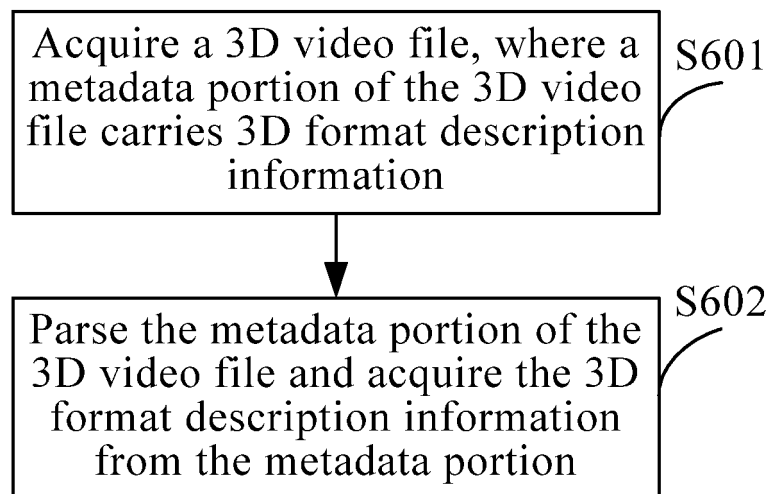 Acquire a 3D video file, where a
metadata portion of the 3D video
file carries 3D format description
information
S601
Parse the metadata portion of the
3D video file and acquire the 3D
format description information
from the metadata portion
S602